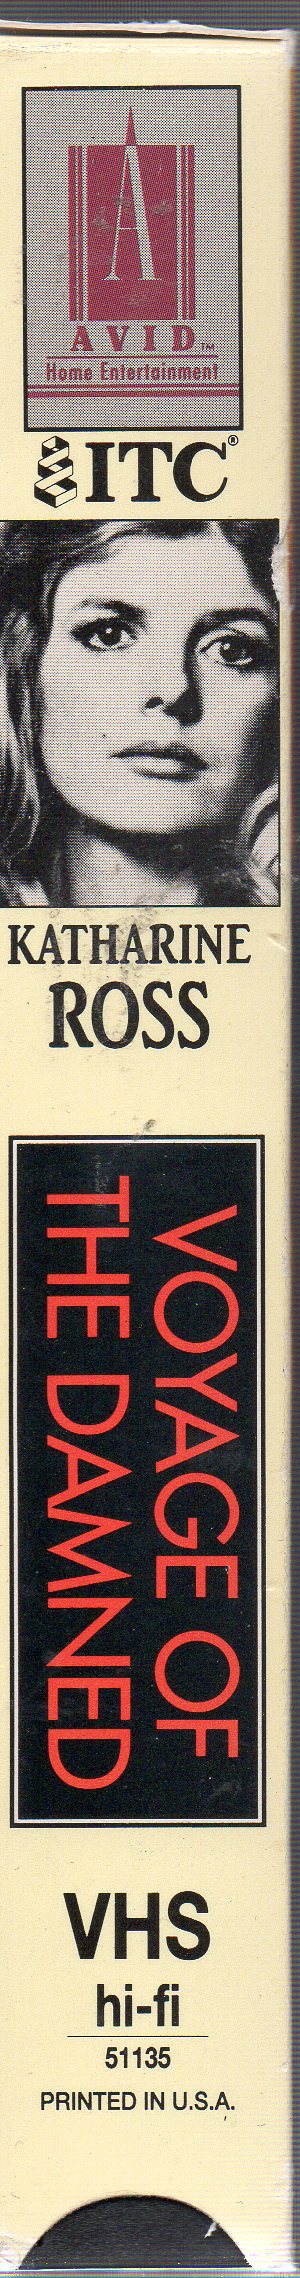 A
AVID™
Home Entertainment
ITC®
KATHARINE
ROSS
VOYAGE OF
THE DAMNED
VHS
hi-fi
51135
PRINTED IN U.S.A.